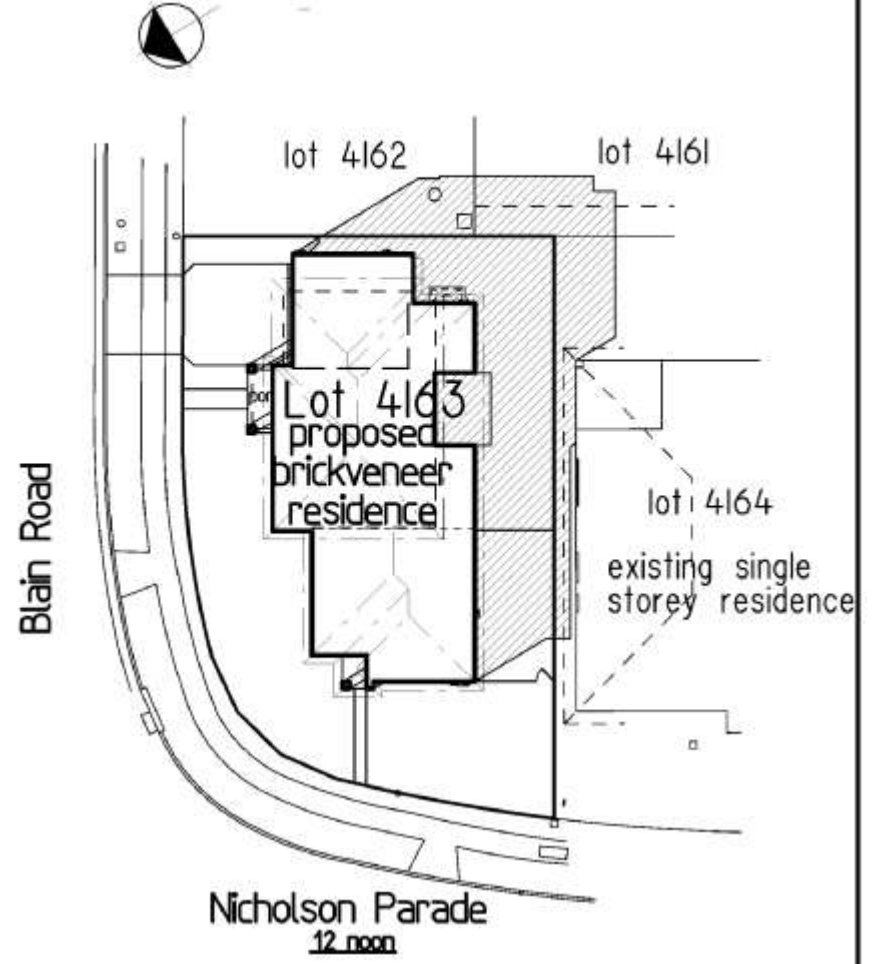 lot 4162
lot 4161
Lot 4163
proposed
brickveneer
residence
lot 4164
existing single
storey residence
Blain Road
Nicholson Parade
12 noon